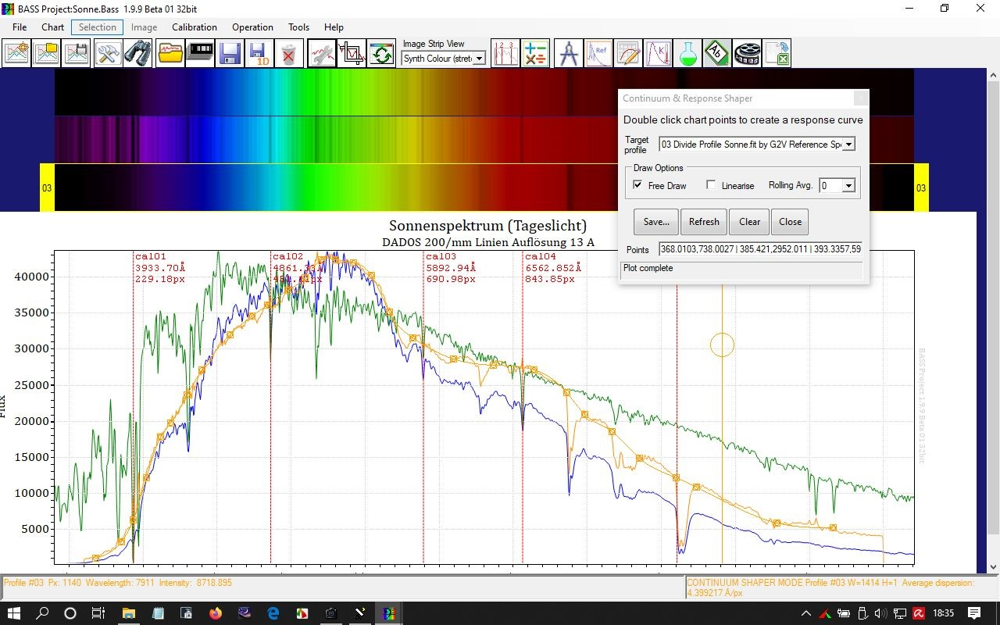 BASS Project:Sonne.Bass 1.9.9 Beta 01 32bit
File Chart Selection Image Calibration Operation Tools Help
Image Strip View
Synth Colour (stret
1D
Ref
K
Ab
Continuum & Response Shaper
Double click chart points to create a response curve
Target profile
03 Divide Profile Sonne.fit by G2V Reference Spe
Draw Options
Free Draw Linearise Rolling Avg. 0
Save... Refresh Clear Close
Points 368.0103,738.0027 | 385.421,2952.011 | 393.3357,59
Plot complete
03
03
Sonnenspektrum (Tageslicht)
DADOS 200/mm Linien Auflösung 13 A
cal01
3933.70Å
229.18px
cal02
cal03
5892.94Å
690.98px
cal04
6562.852Å
843.85px
40000
35000
30000
25000
20000
15000
10000
5000
Flux
BASS Project 1.9.9 Beta 01 32bit
Profile #03 Px: 1140 Wavelength: 7911 Intensity: 8718.895
CONTINUUM SHAPER MODE Profile #03 W=1414 H=1 Average dispersion:
4.399217 Å/px
18:35